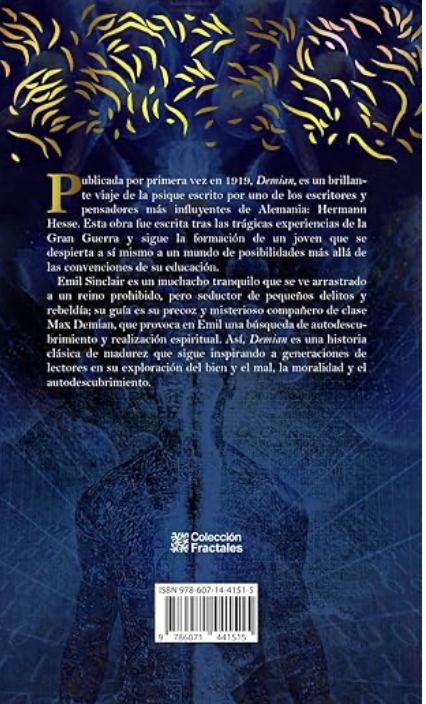 Publicada por primera vez en 1919, Demian, es un brillan-
te viaje de la psique escrito por uno de los escritores y
pensadores más influyentes de Alemania: Hermann
Hesse. Esta obra fue escrita tras las trágicas experiencias de la
Gran Guerra y sigue la formación de un joven que se
despierta a sí mismo a un mundo de posibilidades más allá de
las convenciones de su educación.
Emil Sinclair es un muchacho tranquilo que se ve arrastrado
a un reino prohibido, pero seductor de pequeños delitos y
rebeldía; su guía es su precoz y misterioso compañero de clase
Max Demian, que provoca en Emil una búsqueda de autodescu-
brimiento y realización espiritual. Así, Demian es una historia
clásica de madurez que sigue inspirando a generaciones de
lectores en su exploración del bien y el mal, la moralidad y el
autodescubrimiento.
Colección
Fractales
ISBN 978-607-14-4151-5
9 786071 441515